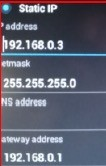 Static IP
P address
192.168.0.3
etmask
255.255.255.0
NS address
ateway address
192.168.0.1